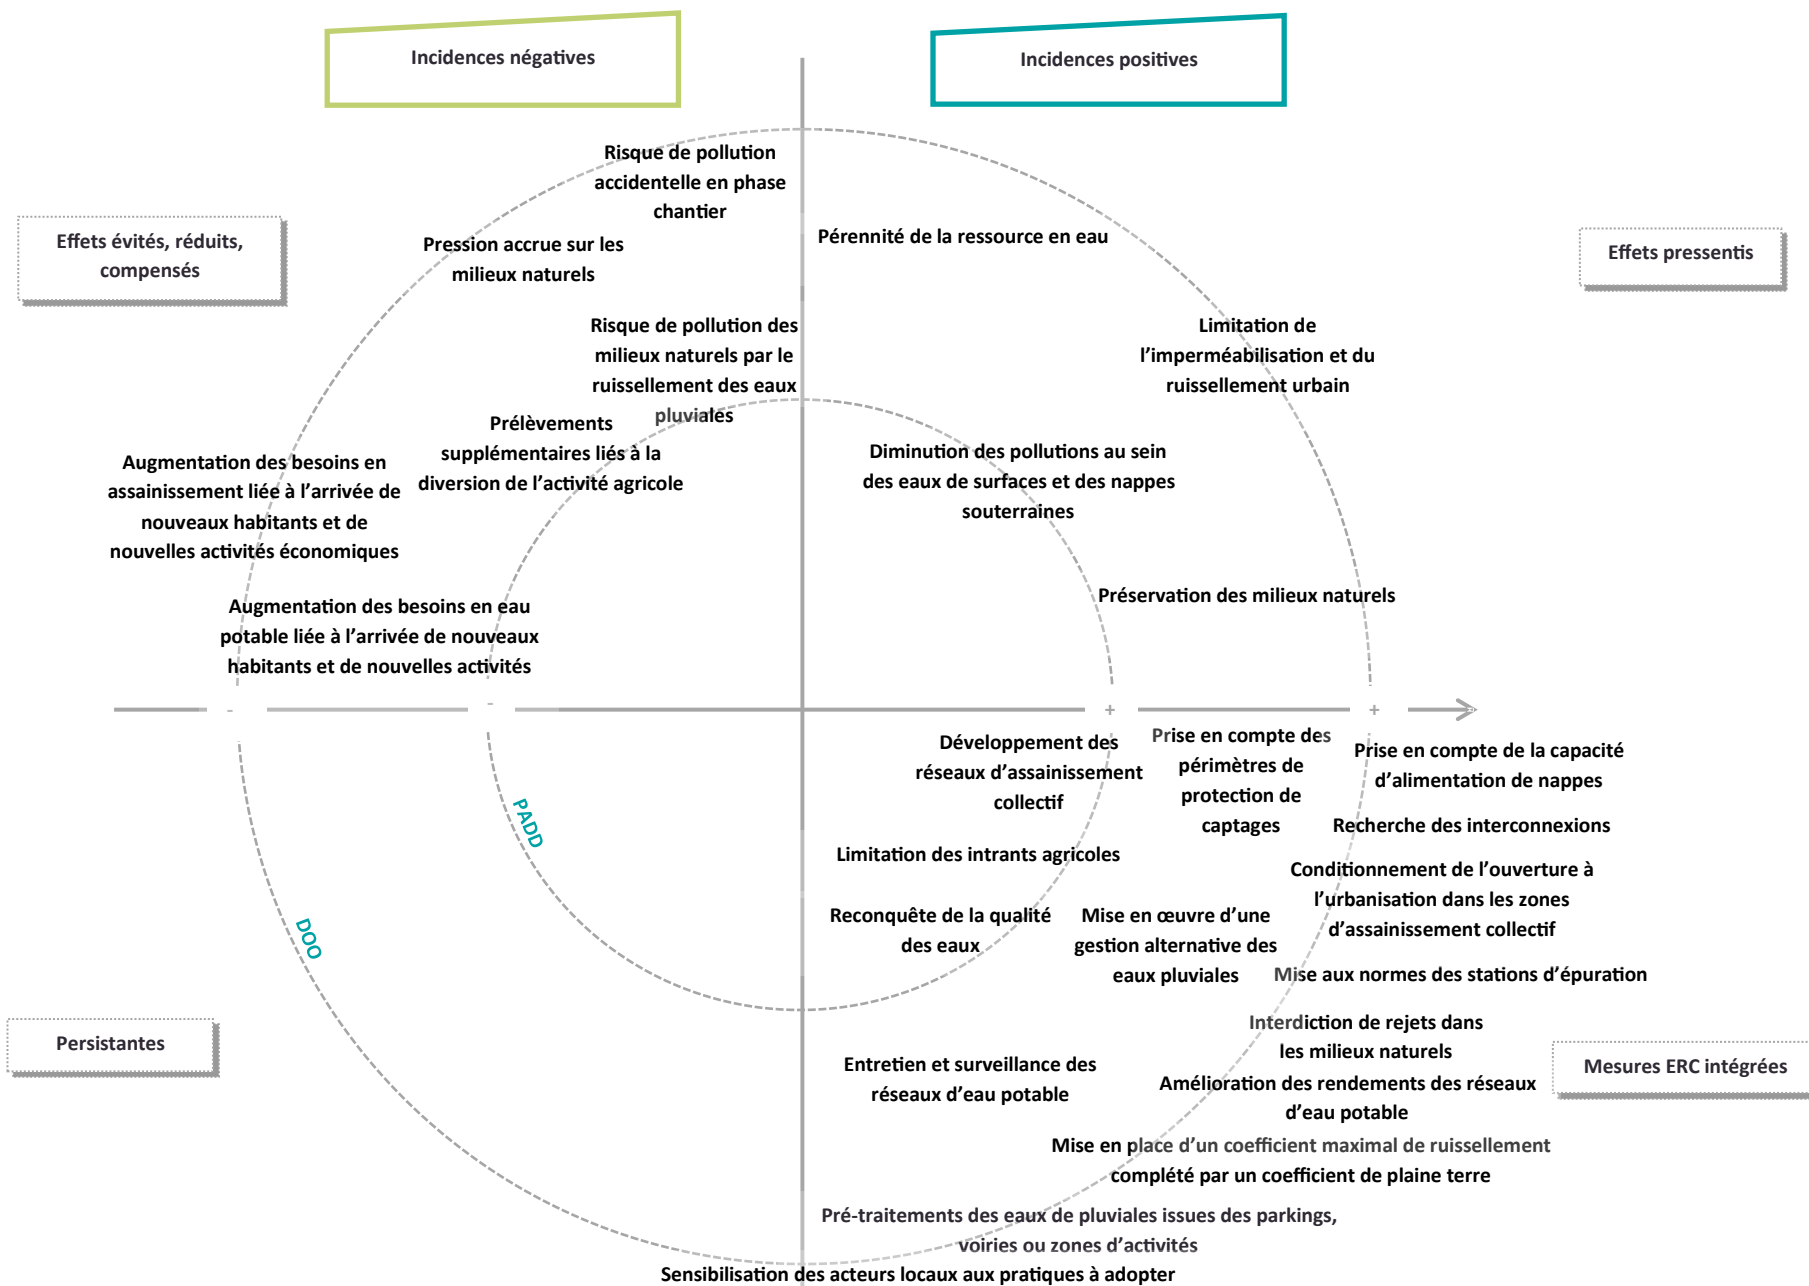 Incidences négatives
Incidences positives
Effets évités, réduits,
compensés
Effets pressentis
Risque de pollution
accidentelle en phase
chantier
Pression accrue sur les
milieux naturels
Pérennité de la ressource en eau
Risque de pollution des
milieux naturels par le
ruissellement des eaux
pluviales
Limitation de
l’imperméabilisation et du
ruissellement urbain
Prélèvements
supplémentaires liés à la
diversion de l’activité agricole
Augmentation des besoins en
assainissement liée à l’arrivée de
nouveaux habitants et de
nouvelles activités économiques
Diminution des pollutions au sein
des eaux de surfaces et des nappes
souterraines
Augmentation des besoins en eau
potable liée à l’arrivée de nouveaux
habitants et de nouvelles activités
Préservation des milieux naturels
-
-
+
+
PADD
DOO
Développement des
réseaux d’assainissement
collectif
Prise en compte des
périmètres de
protection de
captages
Prise en compte de la capacité
d’alimentation de nappes
Recherche des interconnexions
Limitation des intrants agricoles
Conditionnement de l’ouverture à
l’urbanisation dans les zones
d’assainissement collectif
Reconquête de la qualité
des eaux
Mise en œuvre d’une
gestion alternative des
eaux pluviales
Mise aux normes des stations d’épuration
Persistantes
Interdiction de rejets dans
les milieux naturels
Mesures ERC intégrées
Entretien et surveillance des
réseaux d’eau potable
Amélioration des rendements des réseaux
d’eau potable
Mise en place d’un coefficient maximal de ruissellement
complété par un coefficient de plaine terre
Pré-traitements des eaux de pluviales issues des parkings,
voiries ou zones d’activités
Sensibilisation des acteurs locaux aux pratiques à adopter